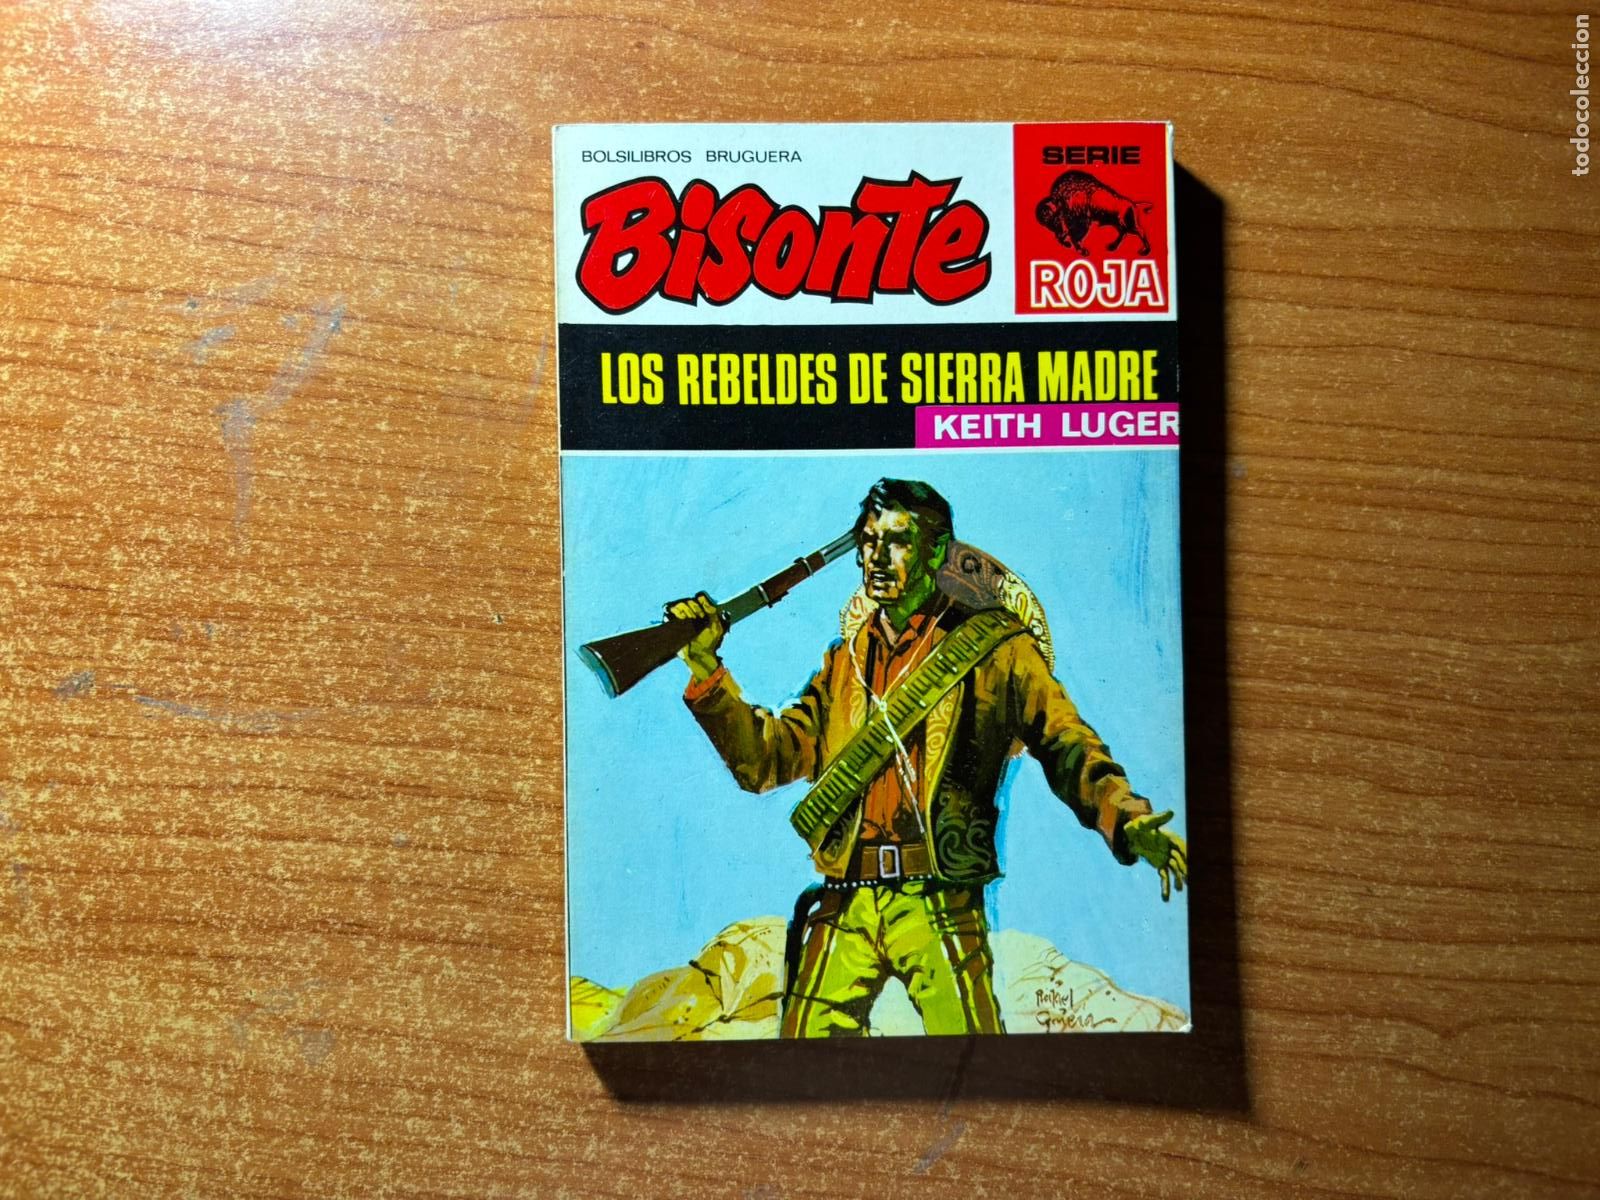 BOLSILIBROS BRUGUERA
Bisonte
SERIE
ROJA
LOS REBELDES DE SIERRA MADRE
KEITH LUGER
todocoleccion